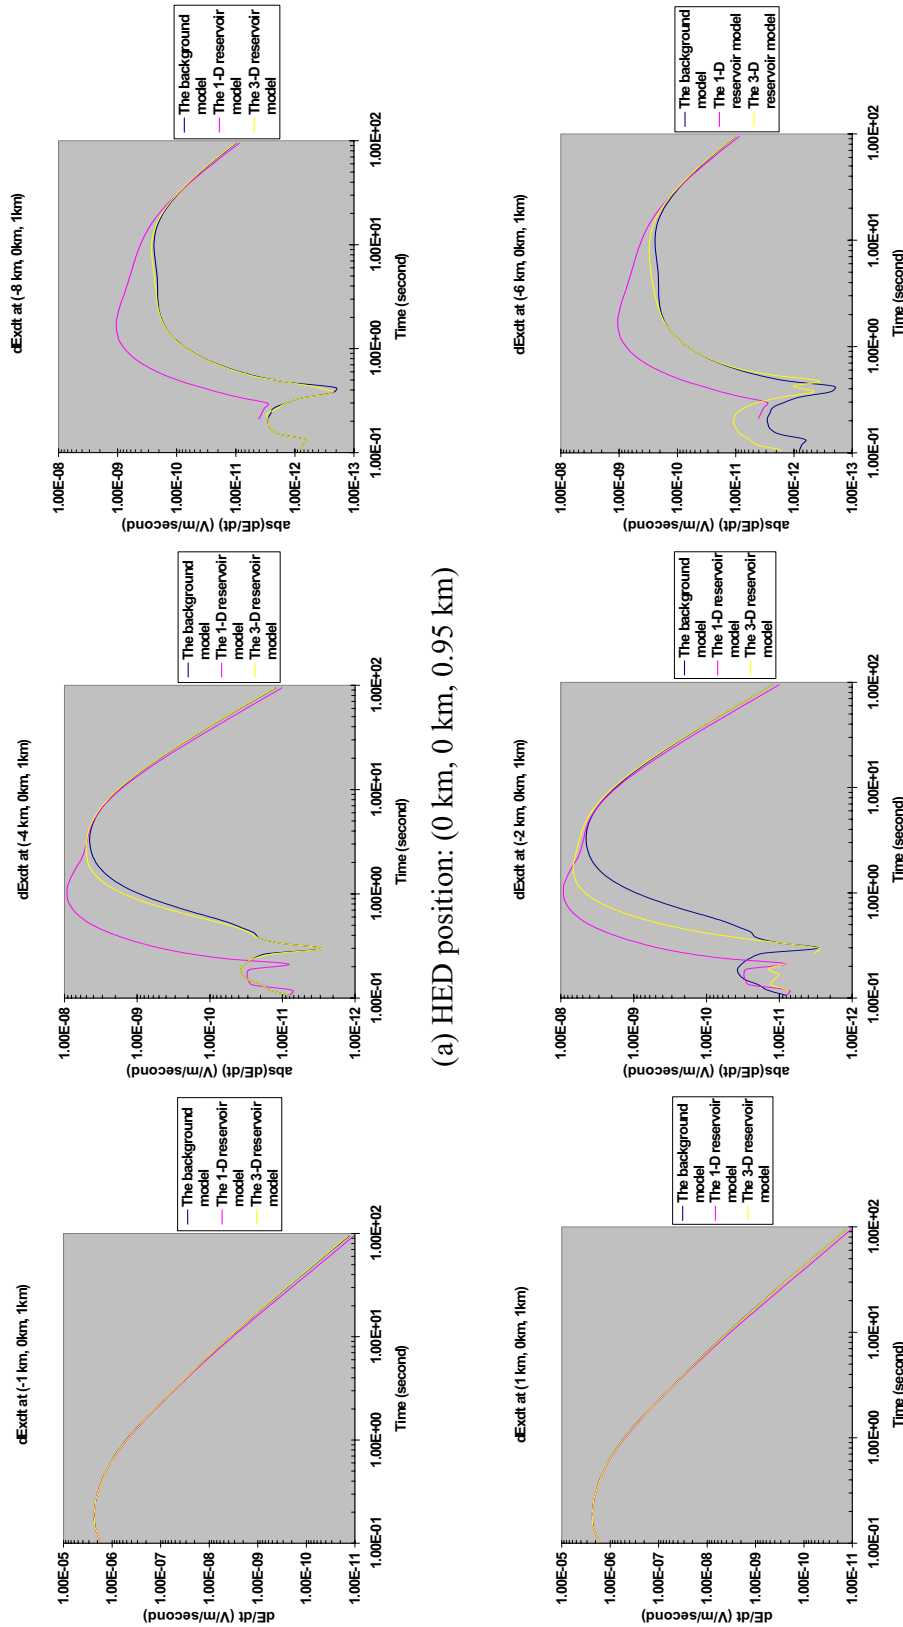 dExdt at (-1 km, 0km, 1km)
1.00E-05
1.00E-06
1.00E-07
1.00E-08
1.00E-09
1.00E-10
1.00E-11
1.00E-01 1.00E+00 1.00E+01 1.00E+02
Time (second)
dE/dt (V/m/second)
The background
model
The 1-D reservoir
model
The 3-D reservoir
model
dExdt at (-4 km, 0km, 1km)
1.00E-08
1.00E-09
1.00E-10
1.00E-11
1.00E-12
1.00E-01 1.00E+00 1.00E+01 1.00E+02
Time (second)
abs(dE/dt) (V/m/second)
The background
model
The 1-D reservoir
model
The 3-D reservoir
model
dExdt at (-8 km, 0km, 1km)
1.00E-08
1.00E-09
1.00E-10
1.00E-11
1.00E-12
1.00E-13
1.00E-01 1.00E+00 1.00E+01 1.00E+02
Time (second)
abs(dE/dt) (V/m/second)
The background
model
The 1-D reservoir
model
The 3-D reservoir
model
(a) HED position: (0 km, 0 km, 0.95 km)
dExdt at (1 km, 0km, 1km)
1.00E-05
1.00E-06
1.00E-07
1.00E-08
1.00E-09
1.00E-10
1.00E-11
1.00E-01 1.00E+00 1.00E+01 1.00E+02
Time (second)
dE/dt (V/m/second)
The background
model
The 1-D reservoir
model
The 3-D reservoir
model
dExdt at (-2 km, 0km, 1km)
1.00E-08
1.00E-09
1.00E-10
1.00E-11
1.00E-12
1.00E-01 1.00E+00 1.00E+01 1.00E+02
Time (second)
abs(dE/dt) (V/m/second)
The background
model
The 1-D reservoir
model
The 3-D reservoir
model
dExdt at (-6 km, 0km, 1km)
1.00E-08
1.00E-09
1.00E-10
1.00E-11
1.00E-12
1.00E-13
1.00E-01 1.00E+00 1.00E+01 1.00E+02
Time (second)
abs(dE/dt) (V/m/second)
The background
model
The 1-D
reservoir model
The 3-D
reservoir model